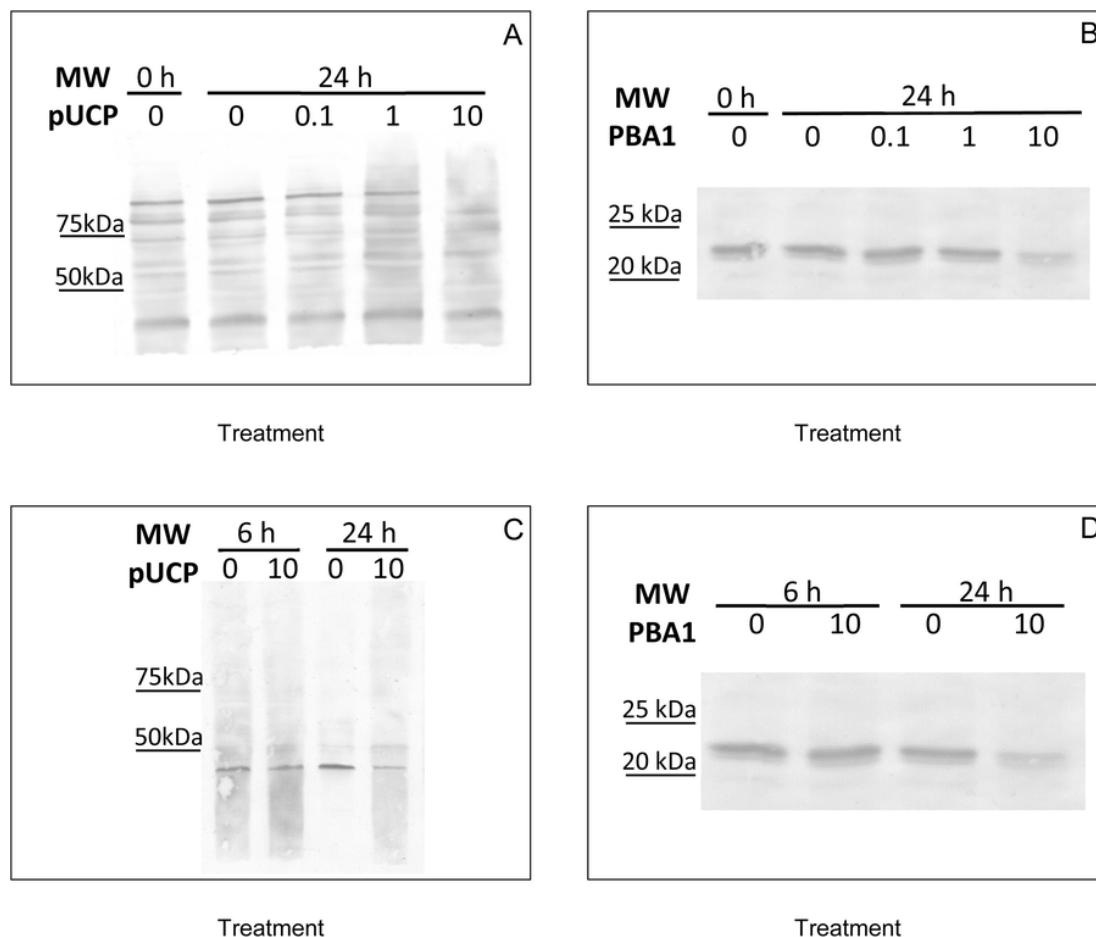 A
MW 0 h 24 h
pUCP 0 0 0.1 1 10
75kDa
50kDa
Treatment
B
MW 0 h 24 h
PBA1 0 0 0.1 1 10
25 kDa
20 kDa
Treatment
C
MW 6 h 24 h
pUCP 0 10 0 10
75kDa
50kDa
Treatment
D
MW 6 h 24 h
PBA1 0 10 0 10
25 kDa
20 kDa
Treatment